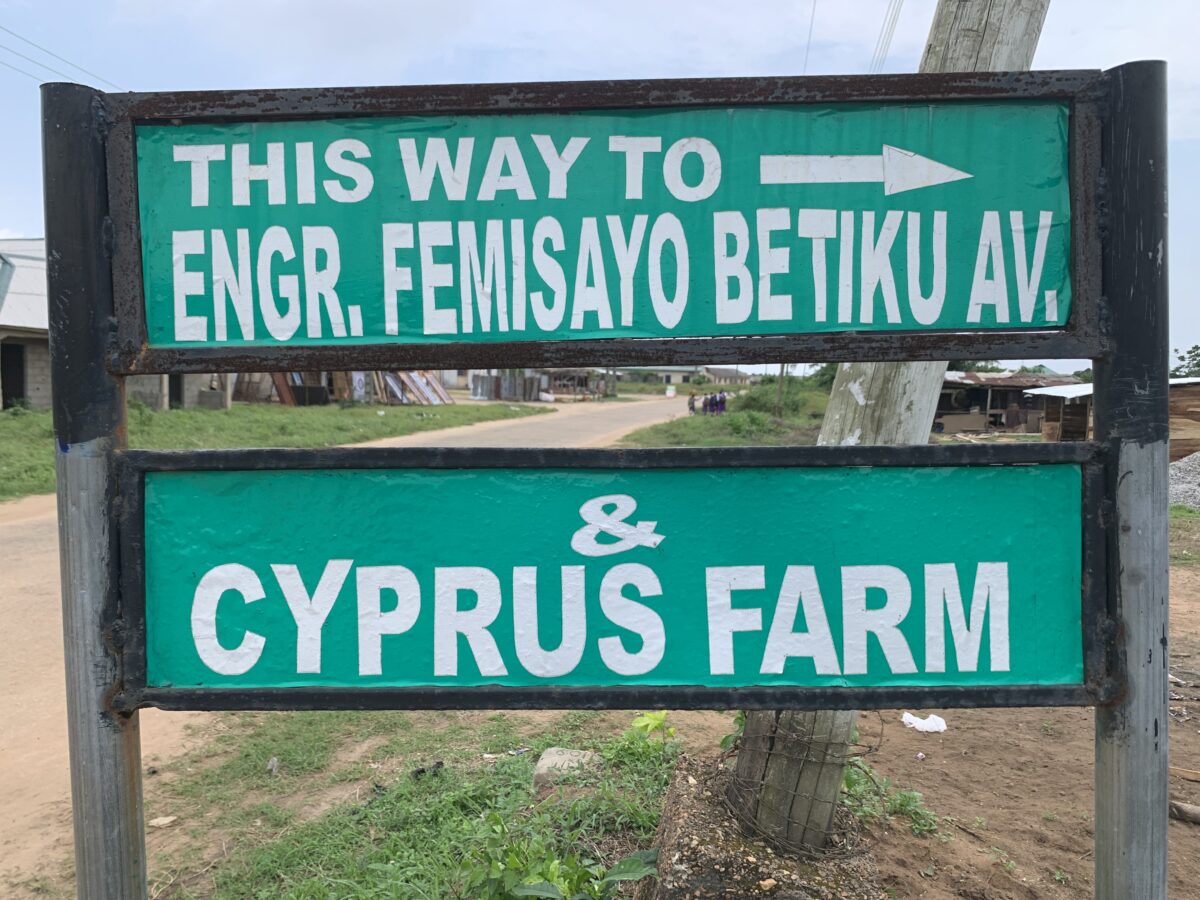 THIS WAY TO
ENGR. FEMISAYO BETIKU AV.
&
CYPRUS FARM